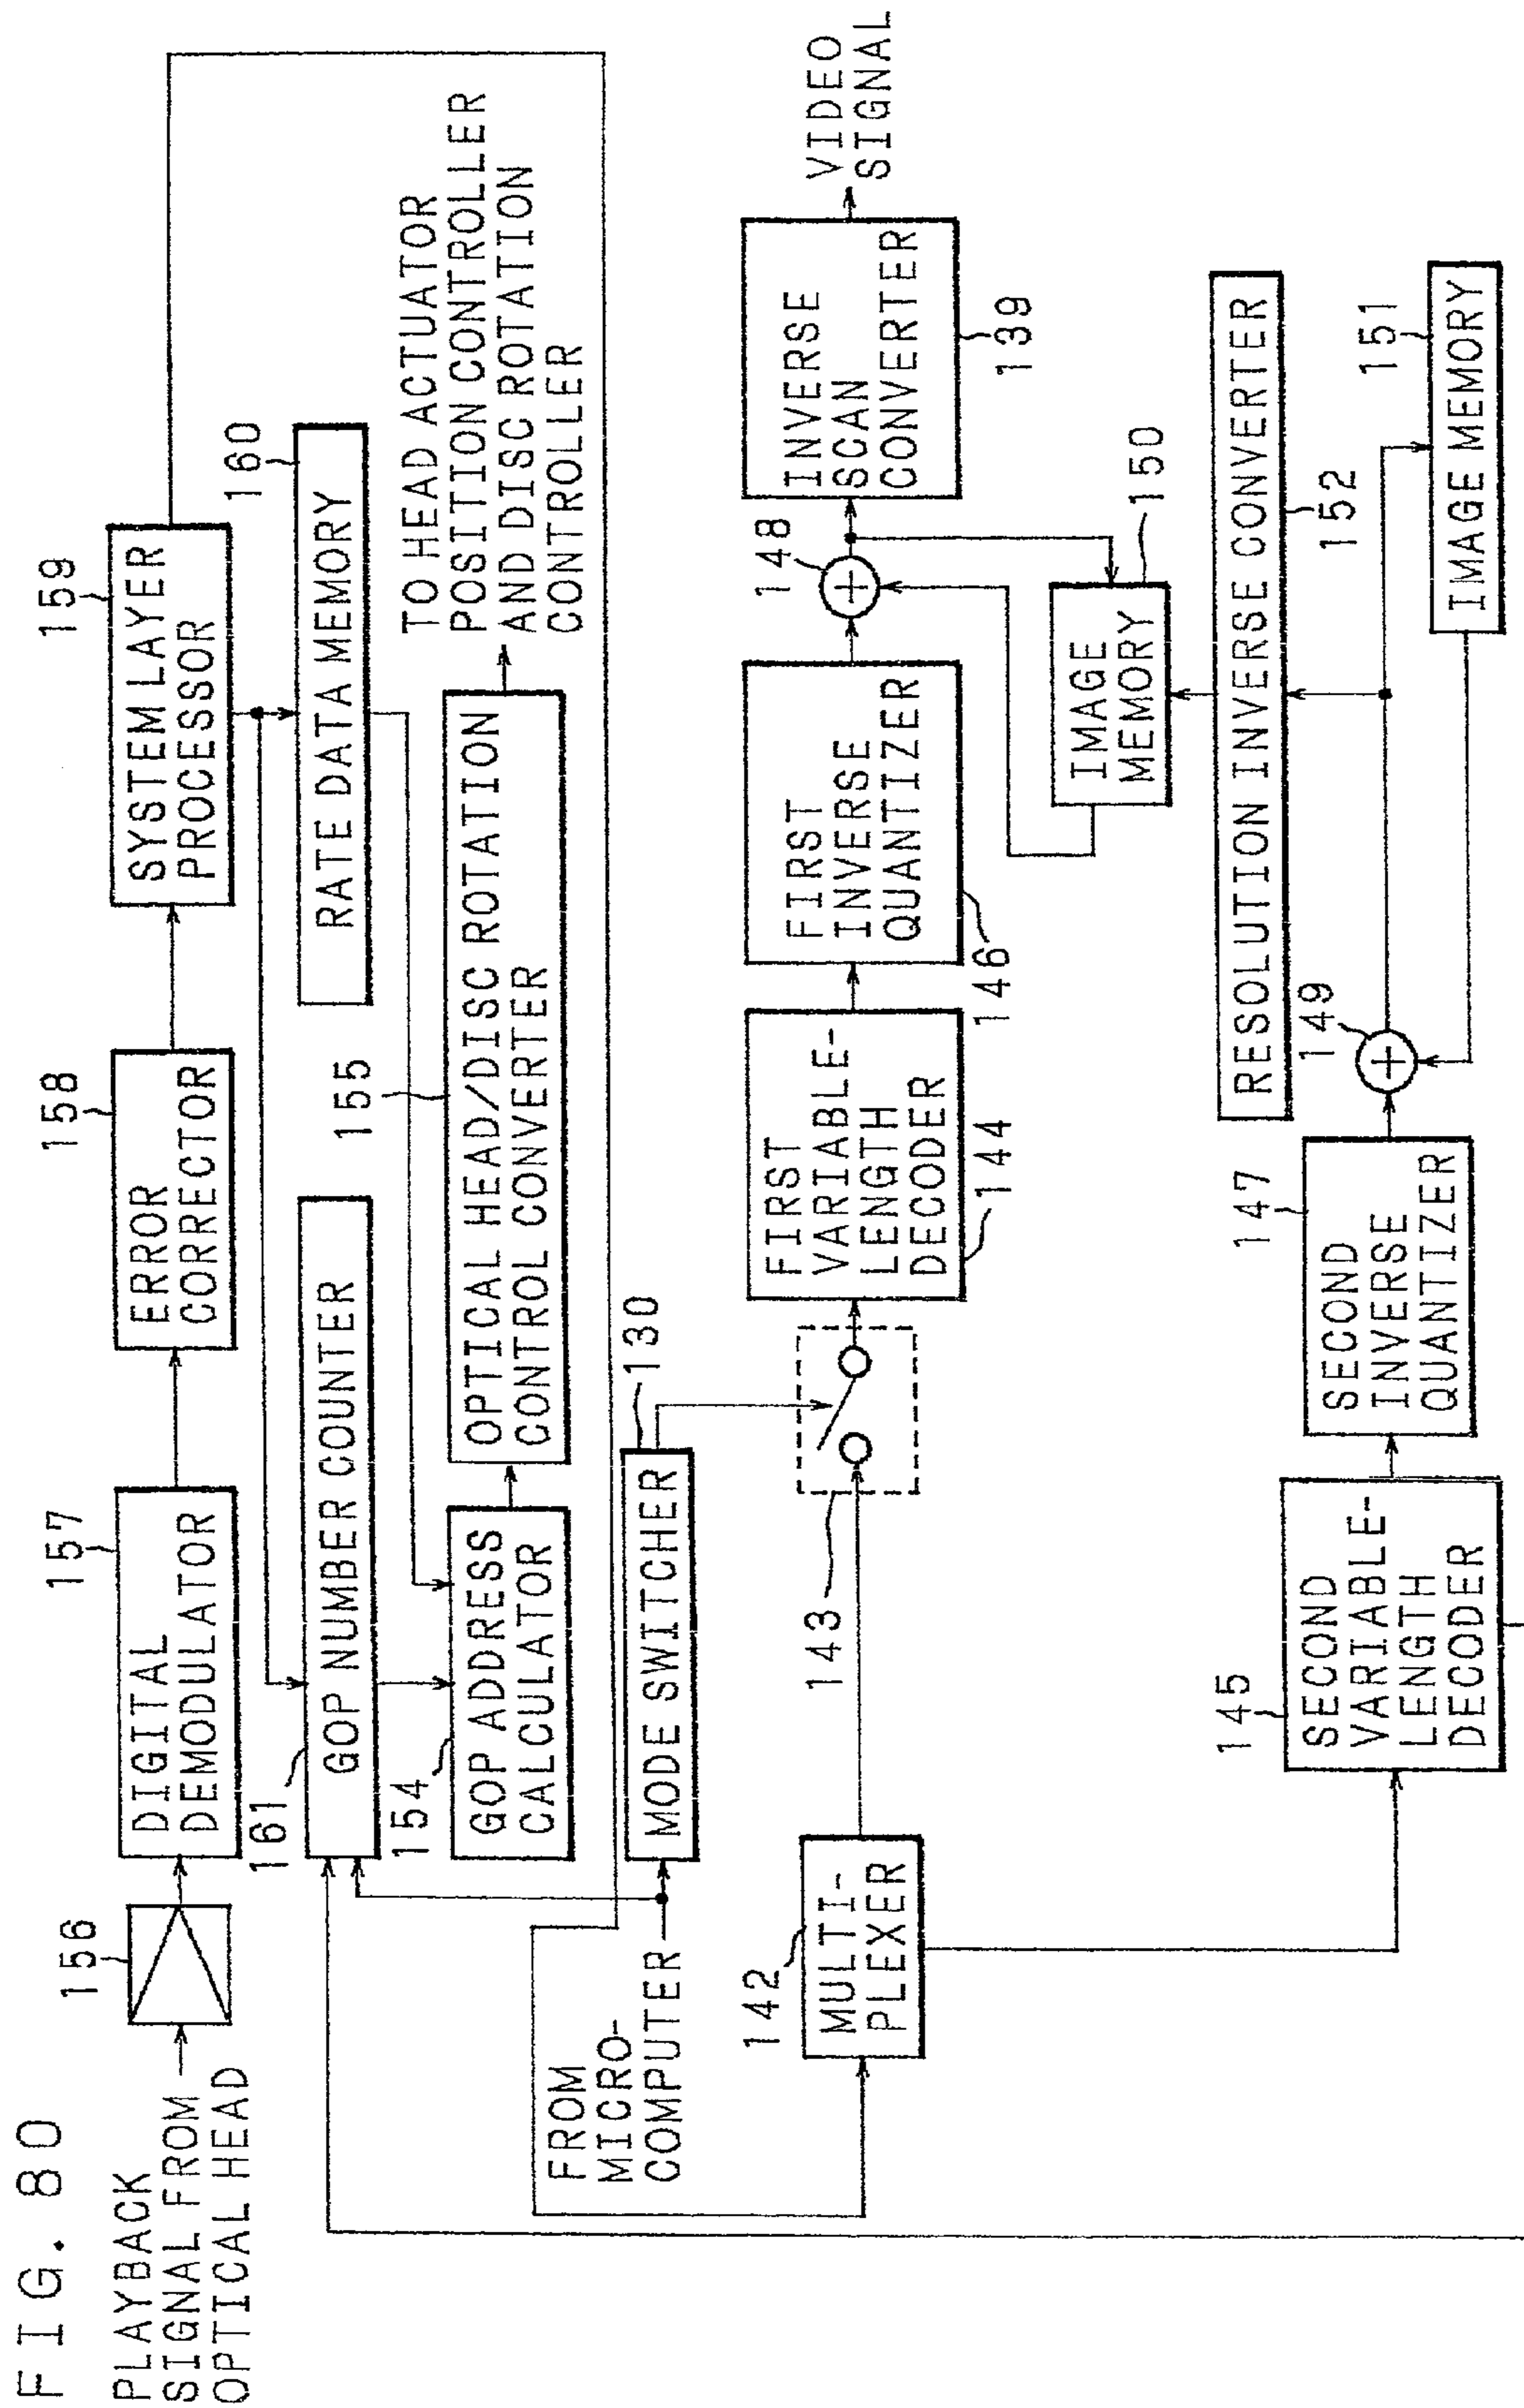 FIG. 80
PLAYBACK
SIGNAL FROM
OPTICAL HEAD
156
157
DIGITAL
DEMODULATOR
158
ERROR
CORRECTOR
159
SYSTEM LAYER
PROCESSOR
161
GOP NUMBER COUNTER
160
RATE DATA MEMORY
154
GOP ADDRESS
CALCULATOR
155
OPTICAL HEAD/DISC ROTATION
CONTROL CONVERTER
TO HEAD ACTUATOR
POSITION CONTROLLER
AND DISC ROTATION
CONTROLLER
FROM
MICRO-
COMPUTER
MODE SWITCHER
130
142
MULTI-
PLEXER
143
FIRST
VARIABLE-
LENGTH
DECODER
144
FIRST
INVERSE
QUANTIZER
146
148
INVERSE
SCAN
CONVERTER
139
VIDEO
SIGNAL
IMAGE
MEMORY
150
RESOLUTION INVERSE CONVERTER
152
145
SECOND
VARIABLE-
LENGTH
DECODER
147
SECOND
INVERSE
QUANTIZER
149
151
IMAGE MEMORY